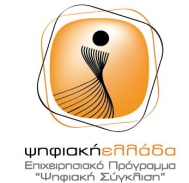 ψηφιακήελλάδα
Επιχειρησιακό Πρόγραμμα
"Ψηφιακή Σύγκλιση"